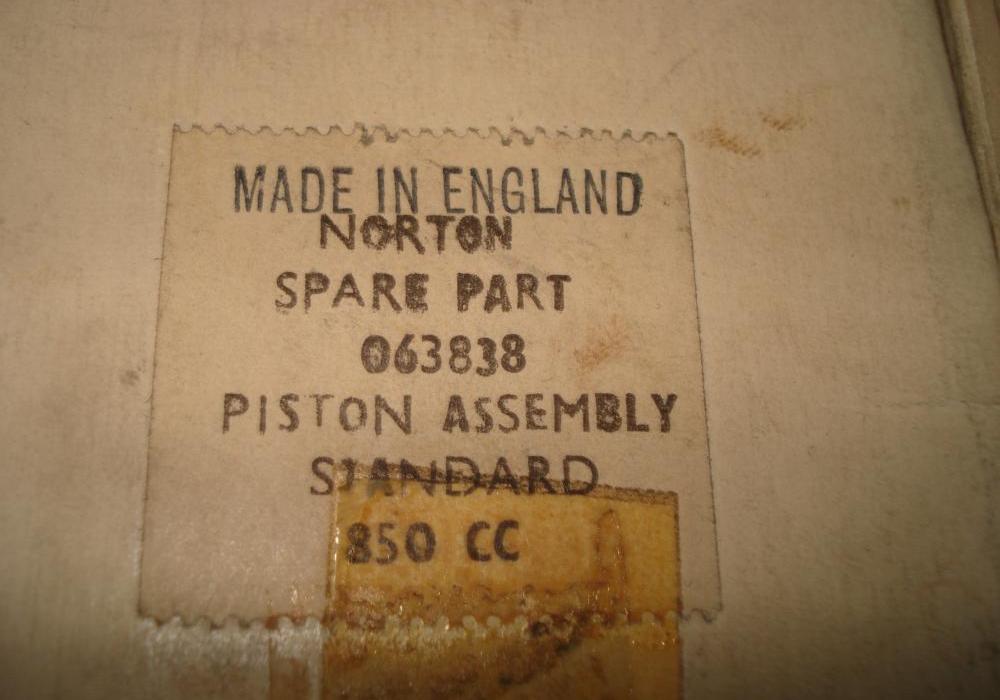 MADE IN ENGLAND
NORTON
SPARE PART
063838
PISTON ASSEMBLY
STANDARD
850 CC